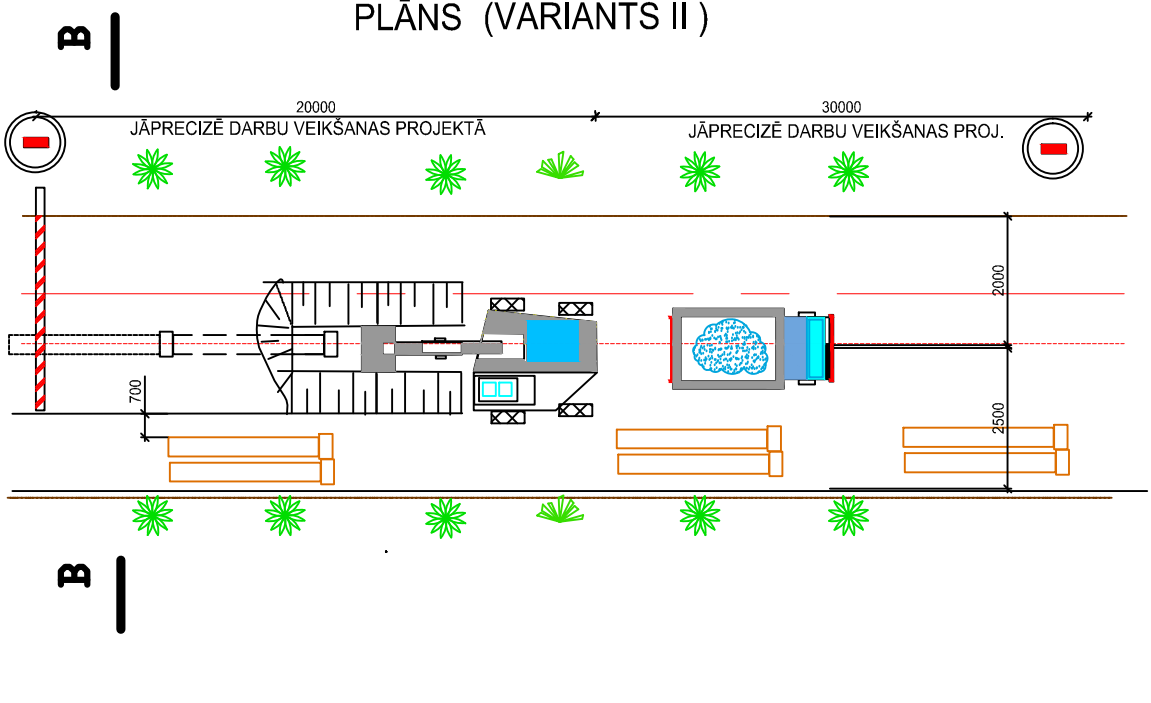 PLĀNS (VARIANTS II )
B
20000
30000
JĀPRECIZĒ DARBU VEIKŠANAS PROJEKTĀ
JĀPRECIZĒ DARBU VEIKŠANAS PROJ.
2000
700
2500
B